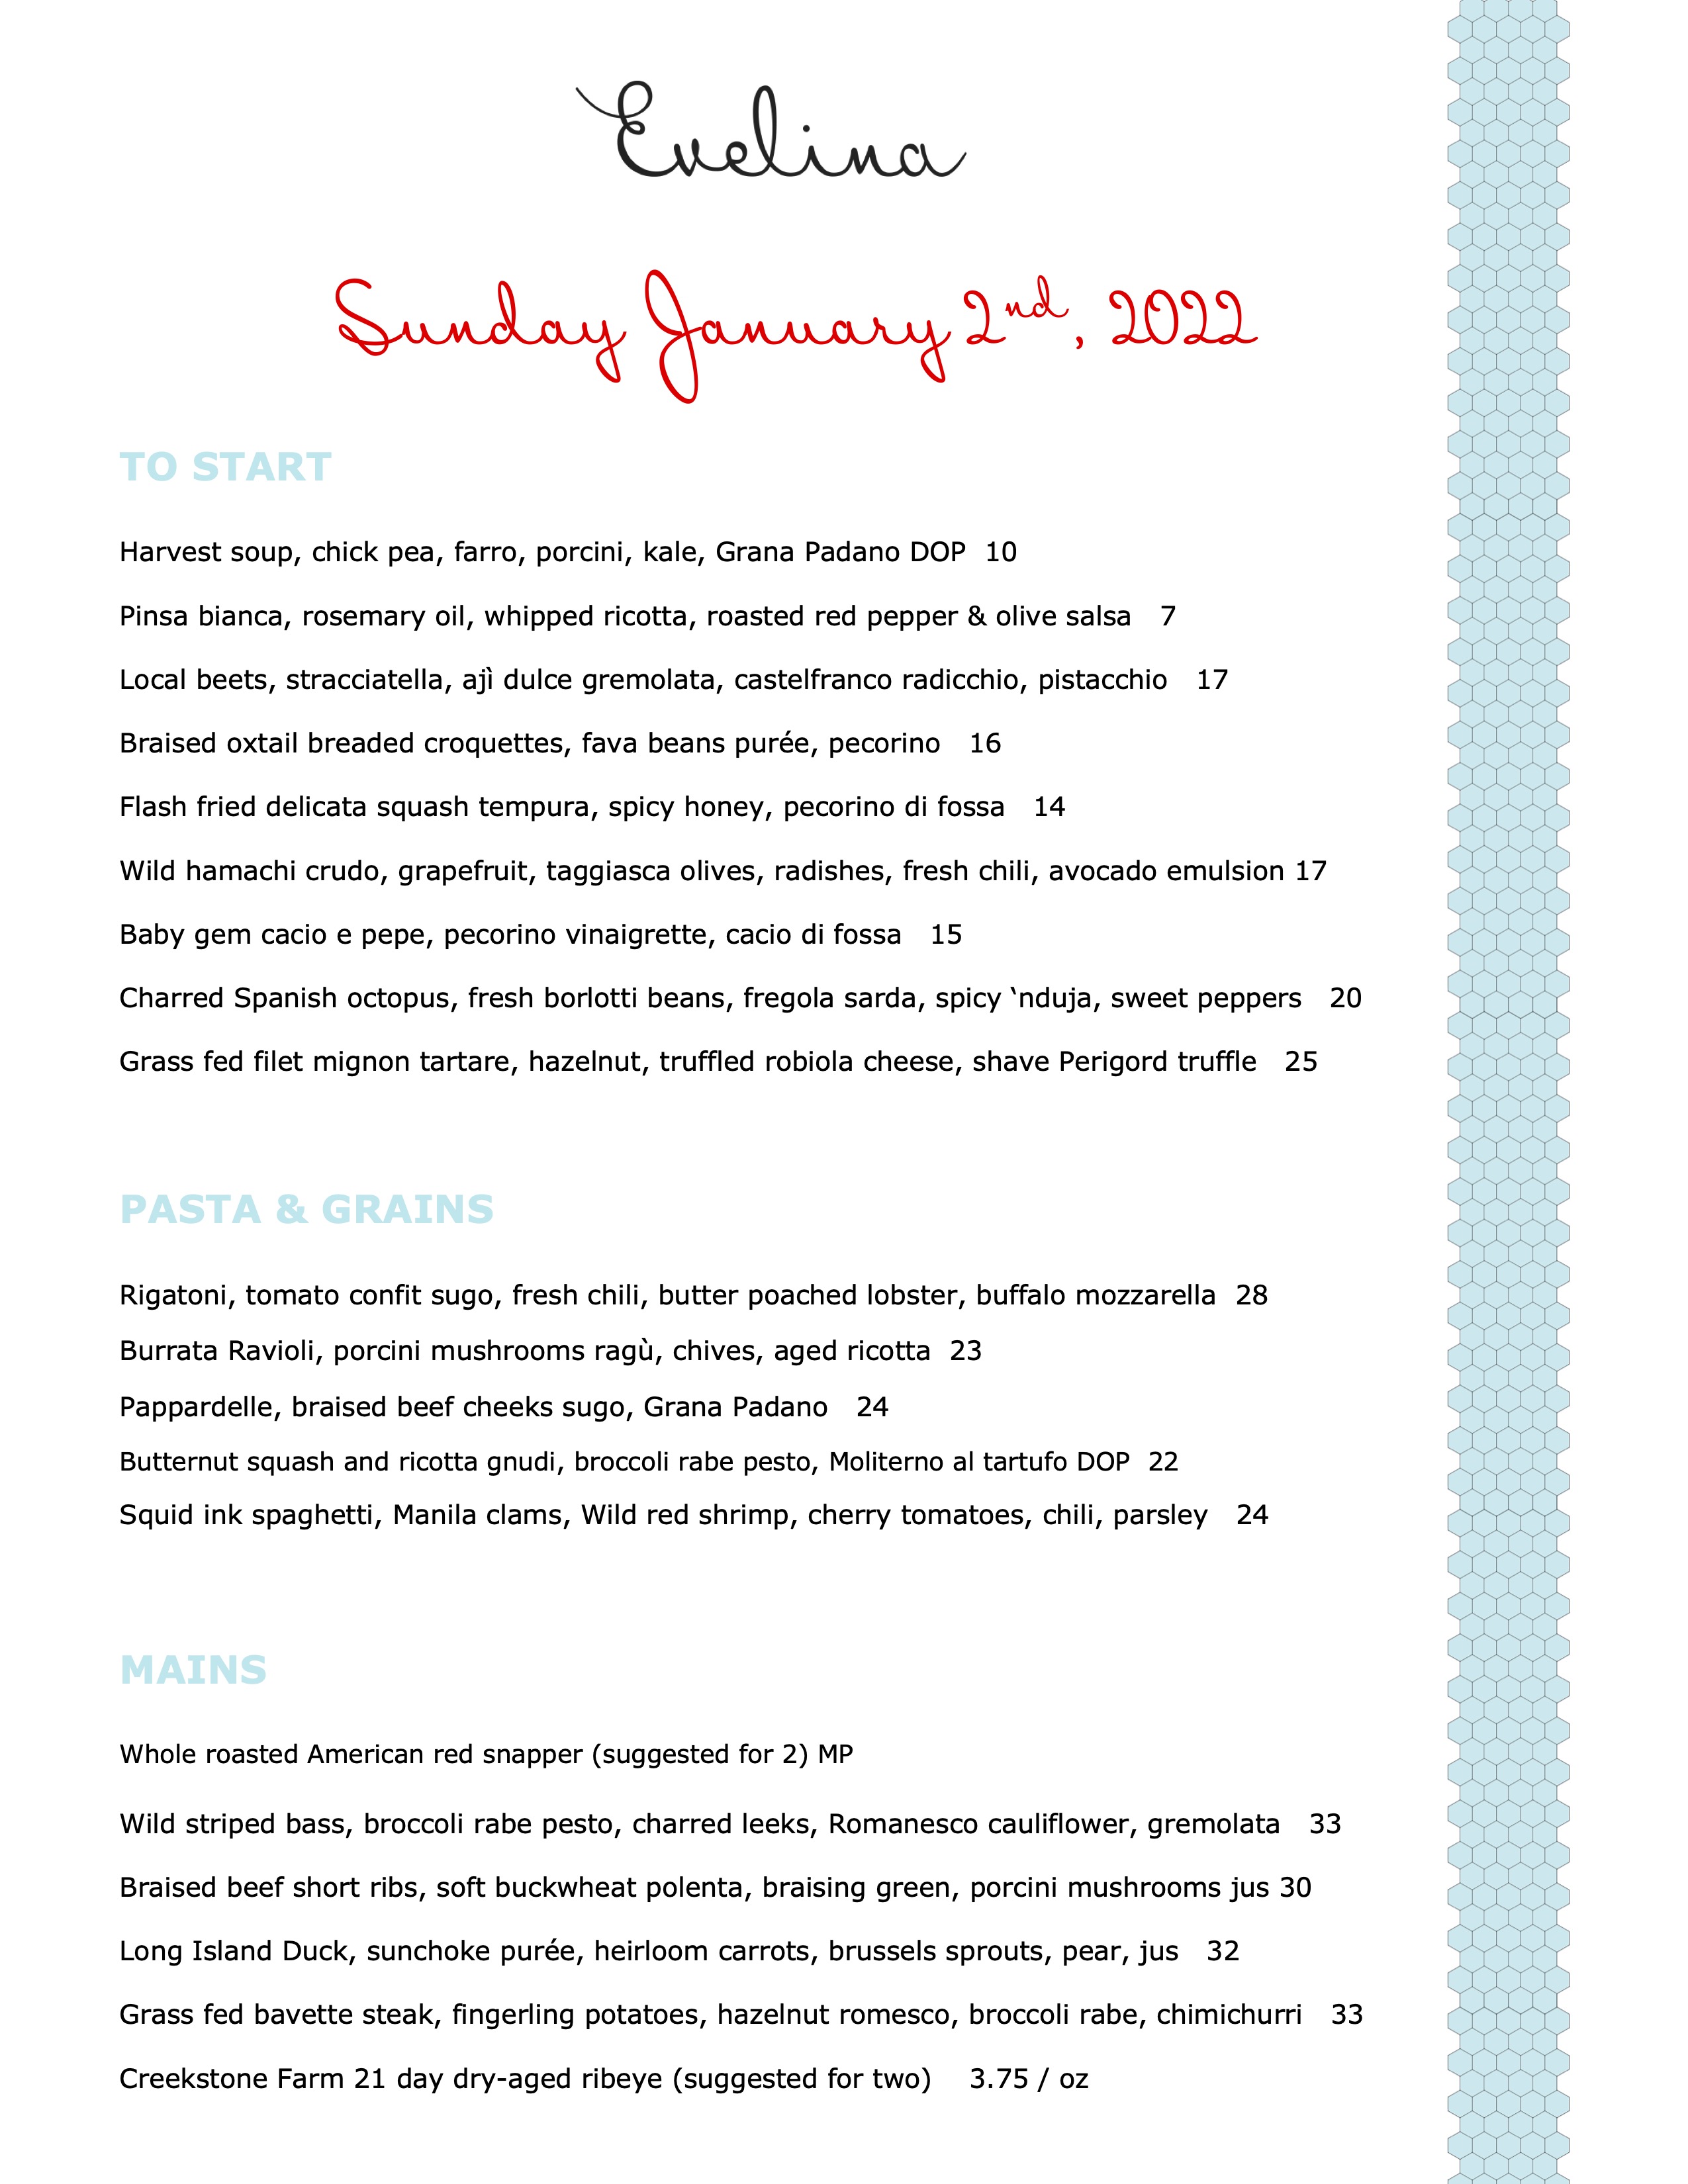 Evelina
Sunday January 2nd, 2022
TO START
Harvest soup, chick pea, farro, porcini, kale, Grana Padano DOP 10
Pinsa bianca, rosemary oil, whipped ricotta, roasted red pepper & olive salsa 7
Local beets, stracciatella, ajì dulce gremolata, castelfranco radicchio, pistacchio 17
Braised oxtail breaded croquettes, fava beans purée, pecorino 16
Flash fried delicata squash tempura, spicy honey, pecorino di fossa 14
Wild hamachi crudo, grapefruit, taggiasca olives, radishes, fresh chili, avocado emulsion 17
Baby gem cacio e pepe, pecorino vinaigrette, cacio di fossa 15
Charred Spanish octopus, fresh borlotti beans, fregola sarda, spicy ‘nduja, sweet peppers 20
Grass fed filet mignon tartare, hazelnut, truffled robiola cheese, shave Perigord truffle 25
PASTA & GRAINS
Rigatoni, tomato confit sugo, fresh chili, butter poached lobster, buffalo mozzarella 28
Burrata Ravioli, porcini mushrooms ragù, chives, aged ricotta 23
Pappardelle, braised beef cheeks sugo, Grana Padano 24
Butternut squash and ricotta gnudi, broccoli rabe pesto, Moliterno al tartufo DOP 22
Squid ink spaghetti, Manila clams, Wild red shrimp, cherry tomatoes, chili, parsley 24
MAINS
Whole roasted American red snapper (suggested for 2) MP
Wild striped bass, broccoli rabe pesto, charred leeks, Romanesco cauliflower, gremolata 33
Braised beef short ribs, soft buckwheat polenta, braising green, porcini mushrooms jus 30
Long Island Duck, sunchoke purée, heirloom carrots, brussels sprouts, pear, jus 32
Grass fed bavette steak, fingerling potatoes, hazelnut romesco, broccoli rabe, chimichurri 33
Creekstone Farm 21 day dry-aged ribeye (suggested for two) 3.75 / oz